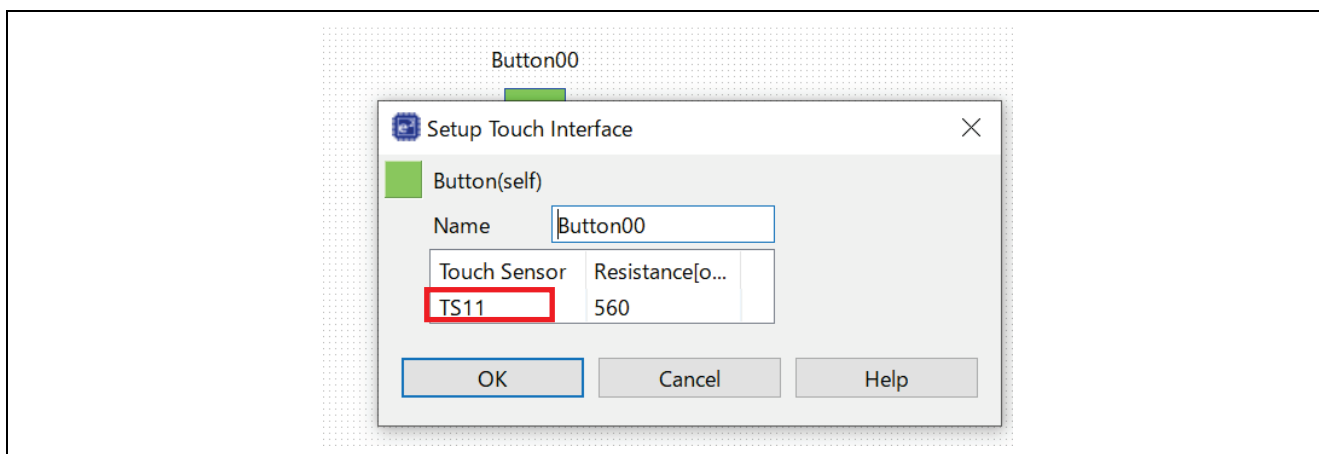 Button00
Setup Touch Interface
Button(self)
Name Button00
Touch Sensor Resistance[o...
TS11 560
OK Cancel Help